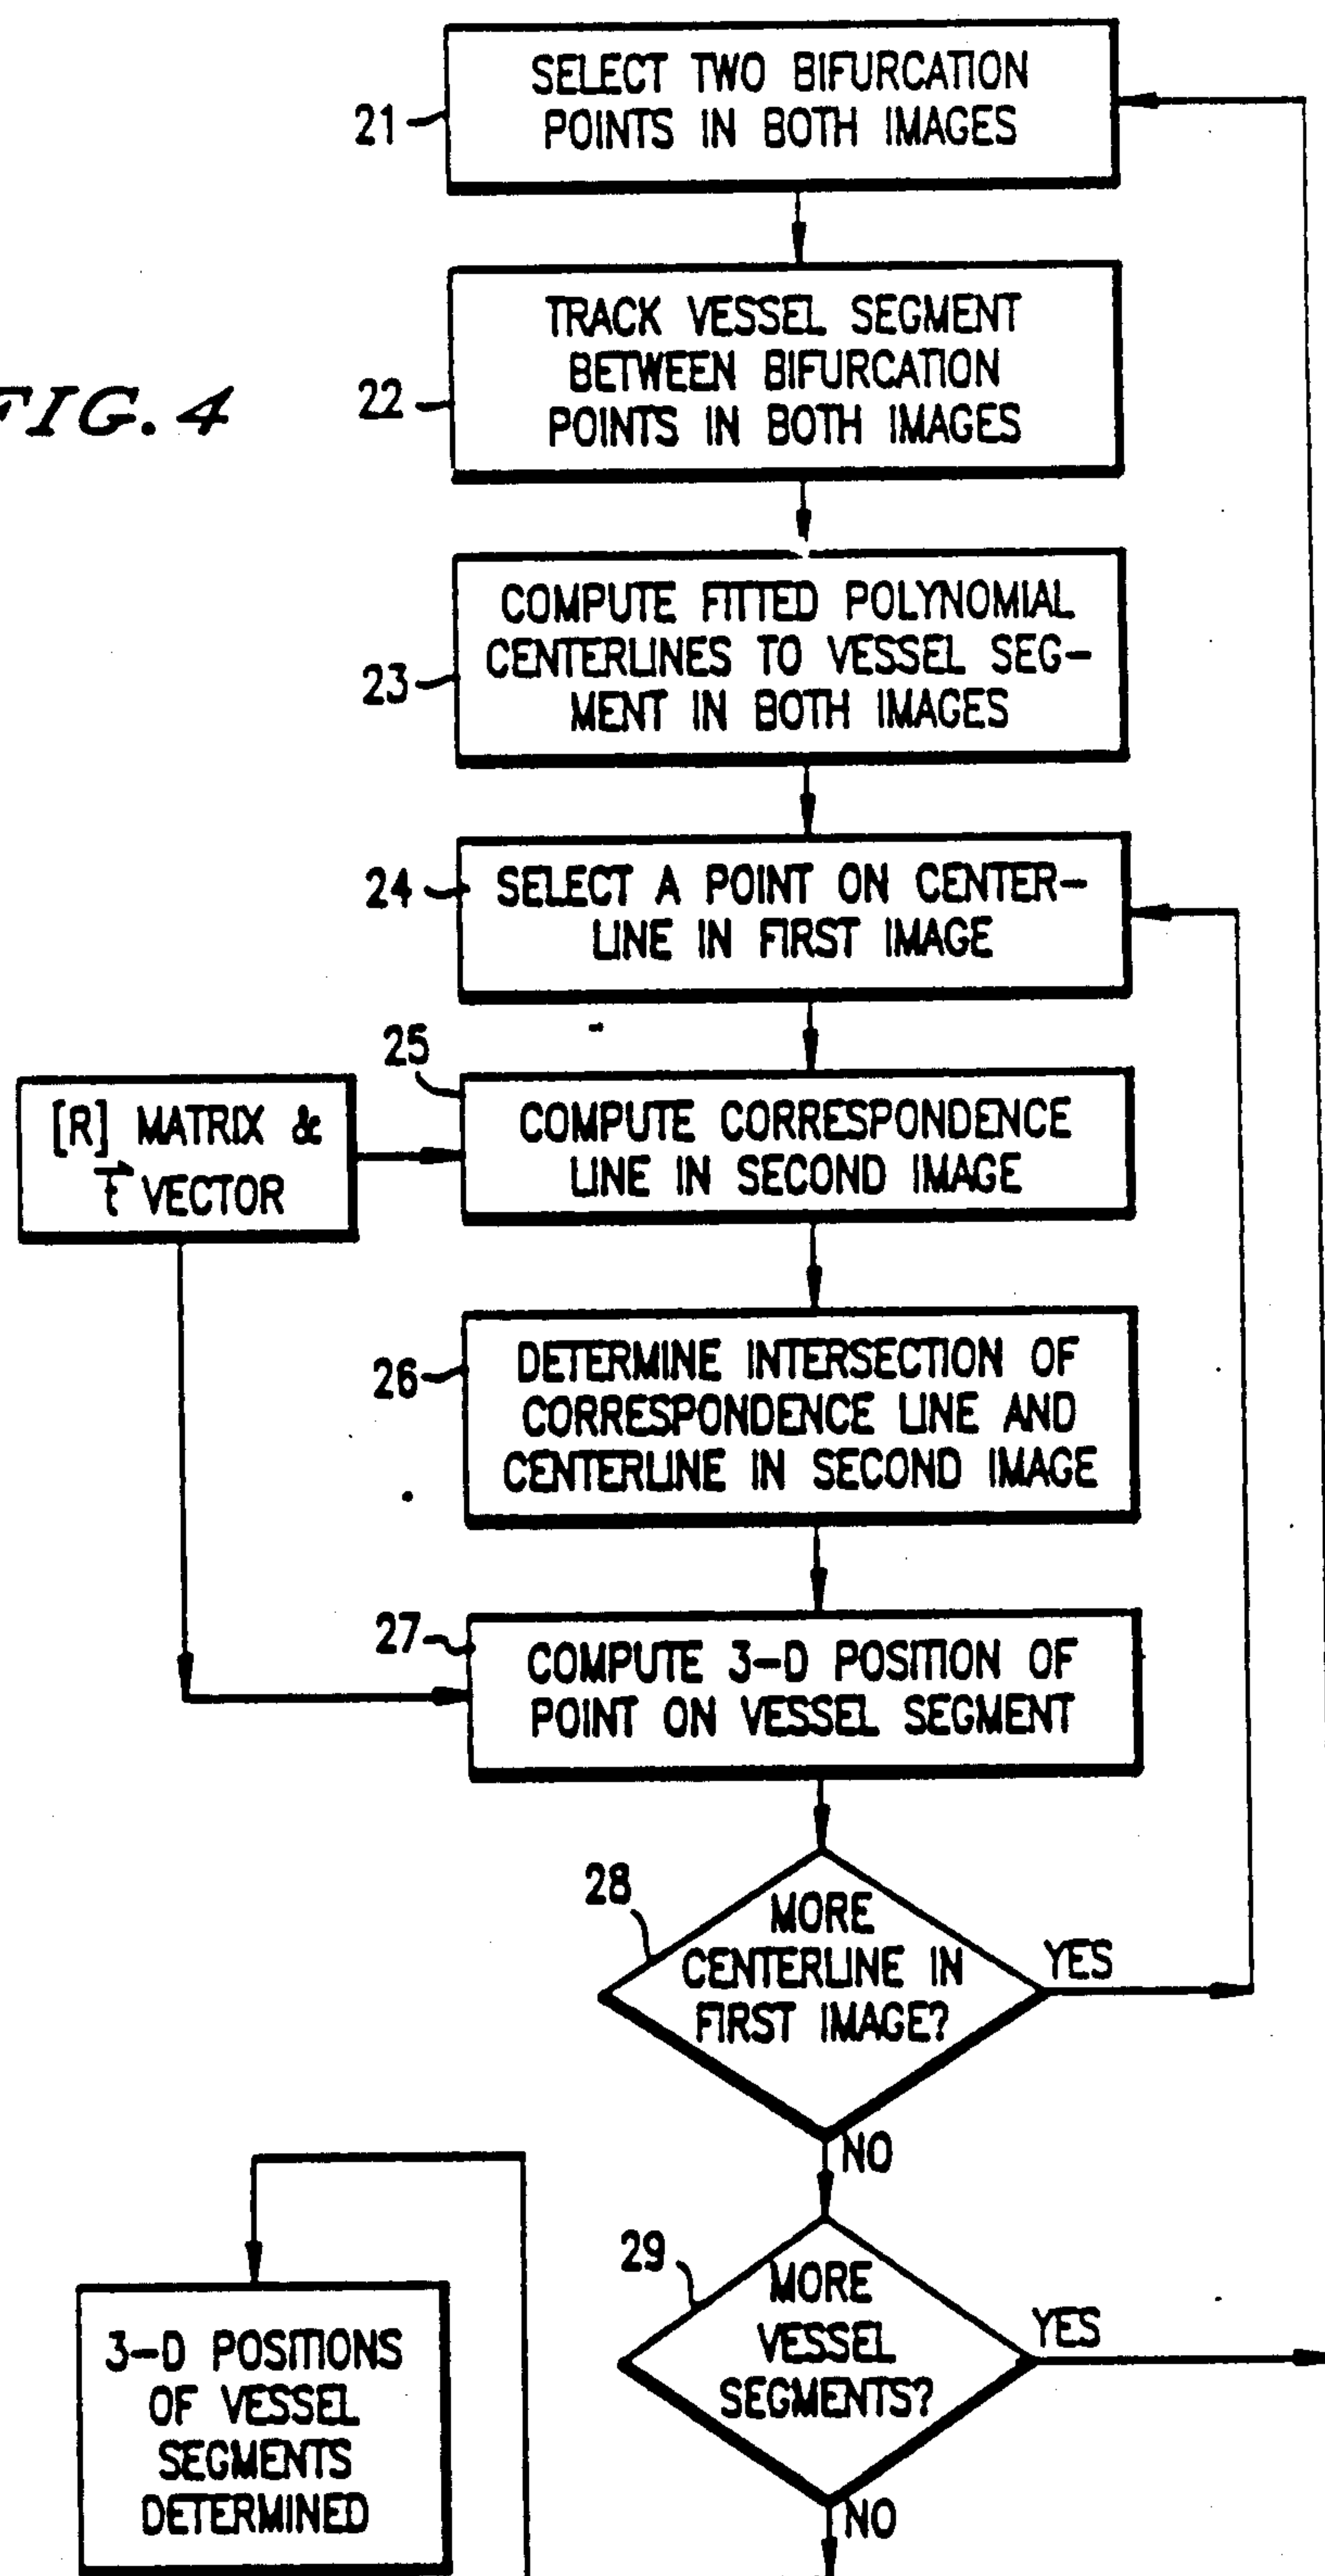 SELECT TWO BIFURCATION
POINTS IN BOTH IMAGES
21
TRACK VESSEL SEGMENT
BETWEEN BIFURCATION
POINTS IN BOTH IMAGES
22
FIG. 4
COMPUTE FITTED POLYNOMIAL
CENTERLINES TO VESSEL SEG-
MENT IN BOTH IMAGES
23
SELECT A POINT ON CENTER-
LINE IN FIRST IMAGE
24
25
[R] MATRIX &
t⃗ VECTOR
COMPUTE CORRESPONDENCE
LINE IN SECOND IMAGE
26
DETERMINE INTERSECTION OF
CORRESPONDENCE LINE AND
CENTERLINE IN SECOND IMAGE
27
COMPUTE 3-D POSITION OF
POINT ON VESSEL SEGMENT
28
MORE
CENTERLINE IN
FIRST IMAGE?
YES
NO
29
MORE
VESSEL
SEGMENTS?
YES
NO
3-D POSITIONS
OF VESSEL
SEGMENTS
DETERMINED